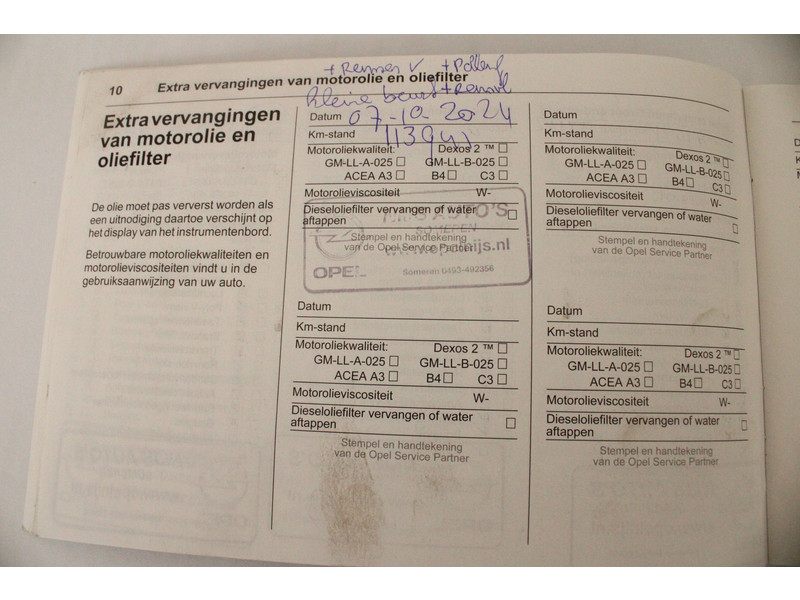 10 Extra vervangingen van motorolie en oliefilter
+ Remmen V + Pollenf
kleine beurt + Remvl
Extra vervangingen
van motorolie en
oliefilter
De olie moet pas ververst worden als
een uitnodiging daartoe verschijnt op
het display van het instrumentenbord.
Betrouwbare motoroliekwaliteiten en
motorolieviscositeiten vindt u in de
gebruiksaanwijzing van uw auto.
Datum 07-10-2024
Km-stand
Motoroliekwaliteit: Dexos 2 ™ □
GM-LL-A-025 □ GM-LL-B-025 □
ACEA A3 □ B4 □ C3 □
Motorolieviscositeit W-
Dieseloliefilter vervangen of water
aftappen □
Stempel en handtekening
van de Opel Service Partner
AUTO'S
SOMEREN
OPEL
Someren 0493-492356
Datum
Km-stand
Motoroliekwaliteit: Dexos 2 ™ □
GM-LL-A-025 □ GM-LL-B-025 □
ACEA A3 □ B4 □ C3 □
Motorolieviscositeit W-
Dieseloliefilter vervangen of water
aftappen □
Stempel en handtekening
van de Opel Service Partner
Datum
Km-stand
Motoroliekwaliteit: Dexos 2 ™ □
GM-LL-A-025 □ GM-LL-B-025 □
ACEA A3 □ B4 □ C3 □
Motorolieviscositeit W-
Dieseloliefilter vervangen of water
aftappen □
Stempel en handtekening
van de Opel Service Partner
Datum
Km-stand
Motoroliekwaliteit: Dexos 2 ™ □
GM-LL-A-025 □ GM-LL-B-025 □
ACEA A3 □ B4 □ C3 □
Motorolieviscositeit W-
Dieseloliefilter vervangen of water
aftappen □
Stempel en handtekening
van de Opel Service Partner